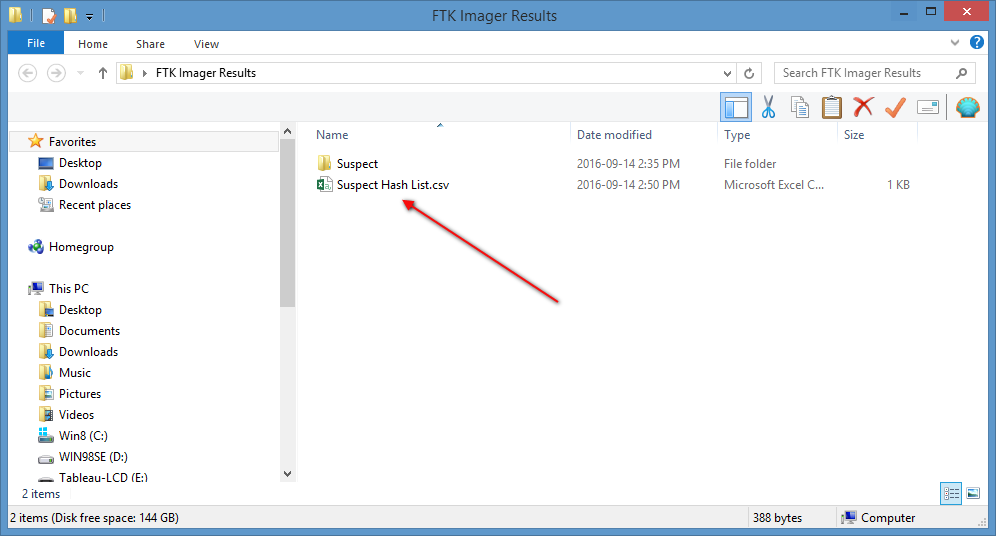 FTK Imager Results
File Home Share View
FTK Imager Results
Search FTK Imager Results
Name Date modified Type Size
Suspect 2016-09-14 2:35 PM File folder
Suspect Hash List.csv 2016-09-14 2:50 PM Microsoft Excel C... 1 KB
Favorites
Desktop
Downloads
Recent places
Homegroup
This PC
Desktop
Documents
Downloads
Music
Pictures
Videos
Win8 (C:)
WIN98SE (D:)
Tableau-LCD (E:)
2 items
2 items (Disk free space: 144 GB) 388 bytes Computer